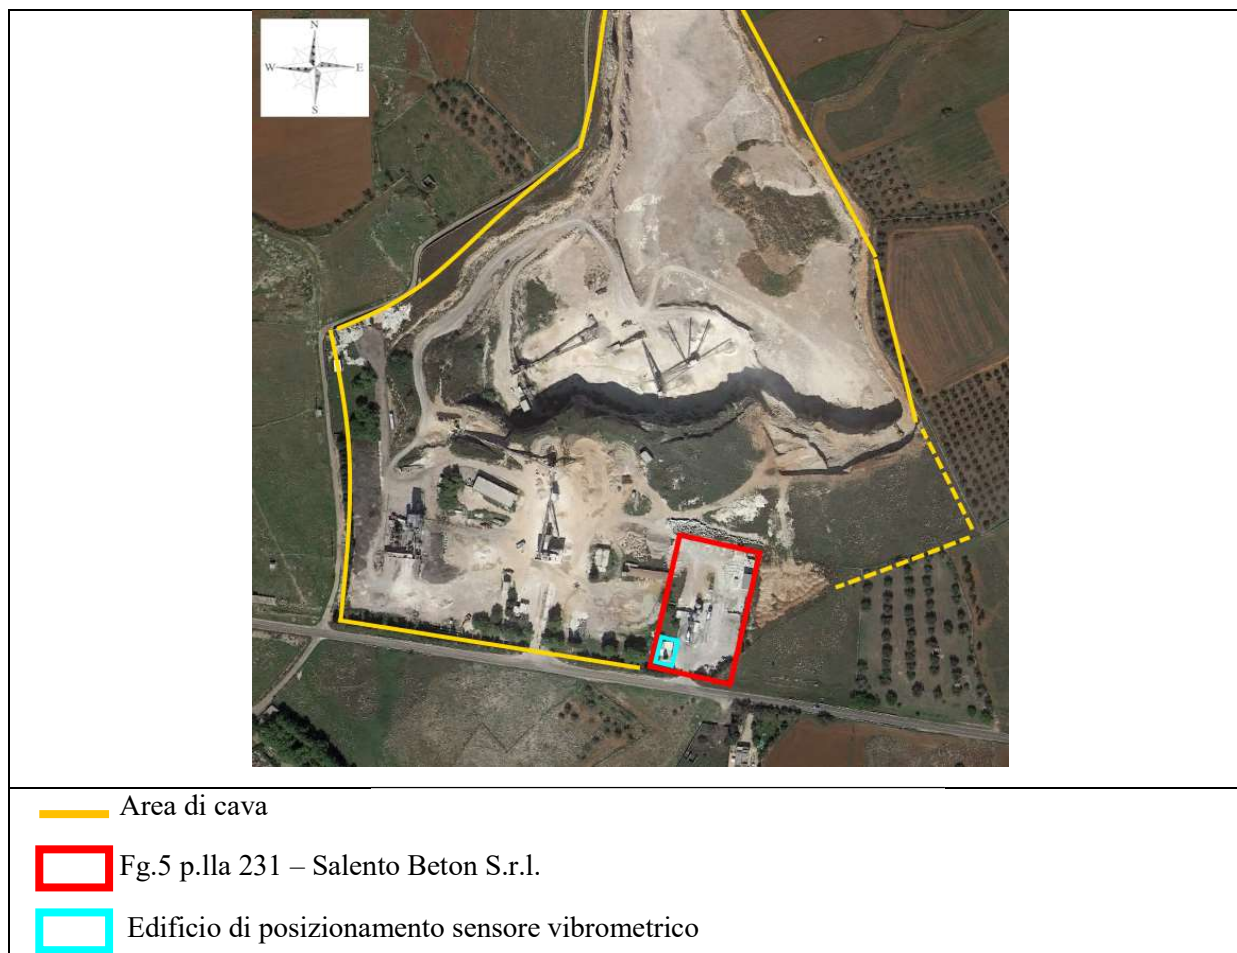 N
W E
S
Area di cava
Fg.5 p.lla 231 – Salento Beton S.r.l.
Edificio di posizionamento sensore vibrometrico